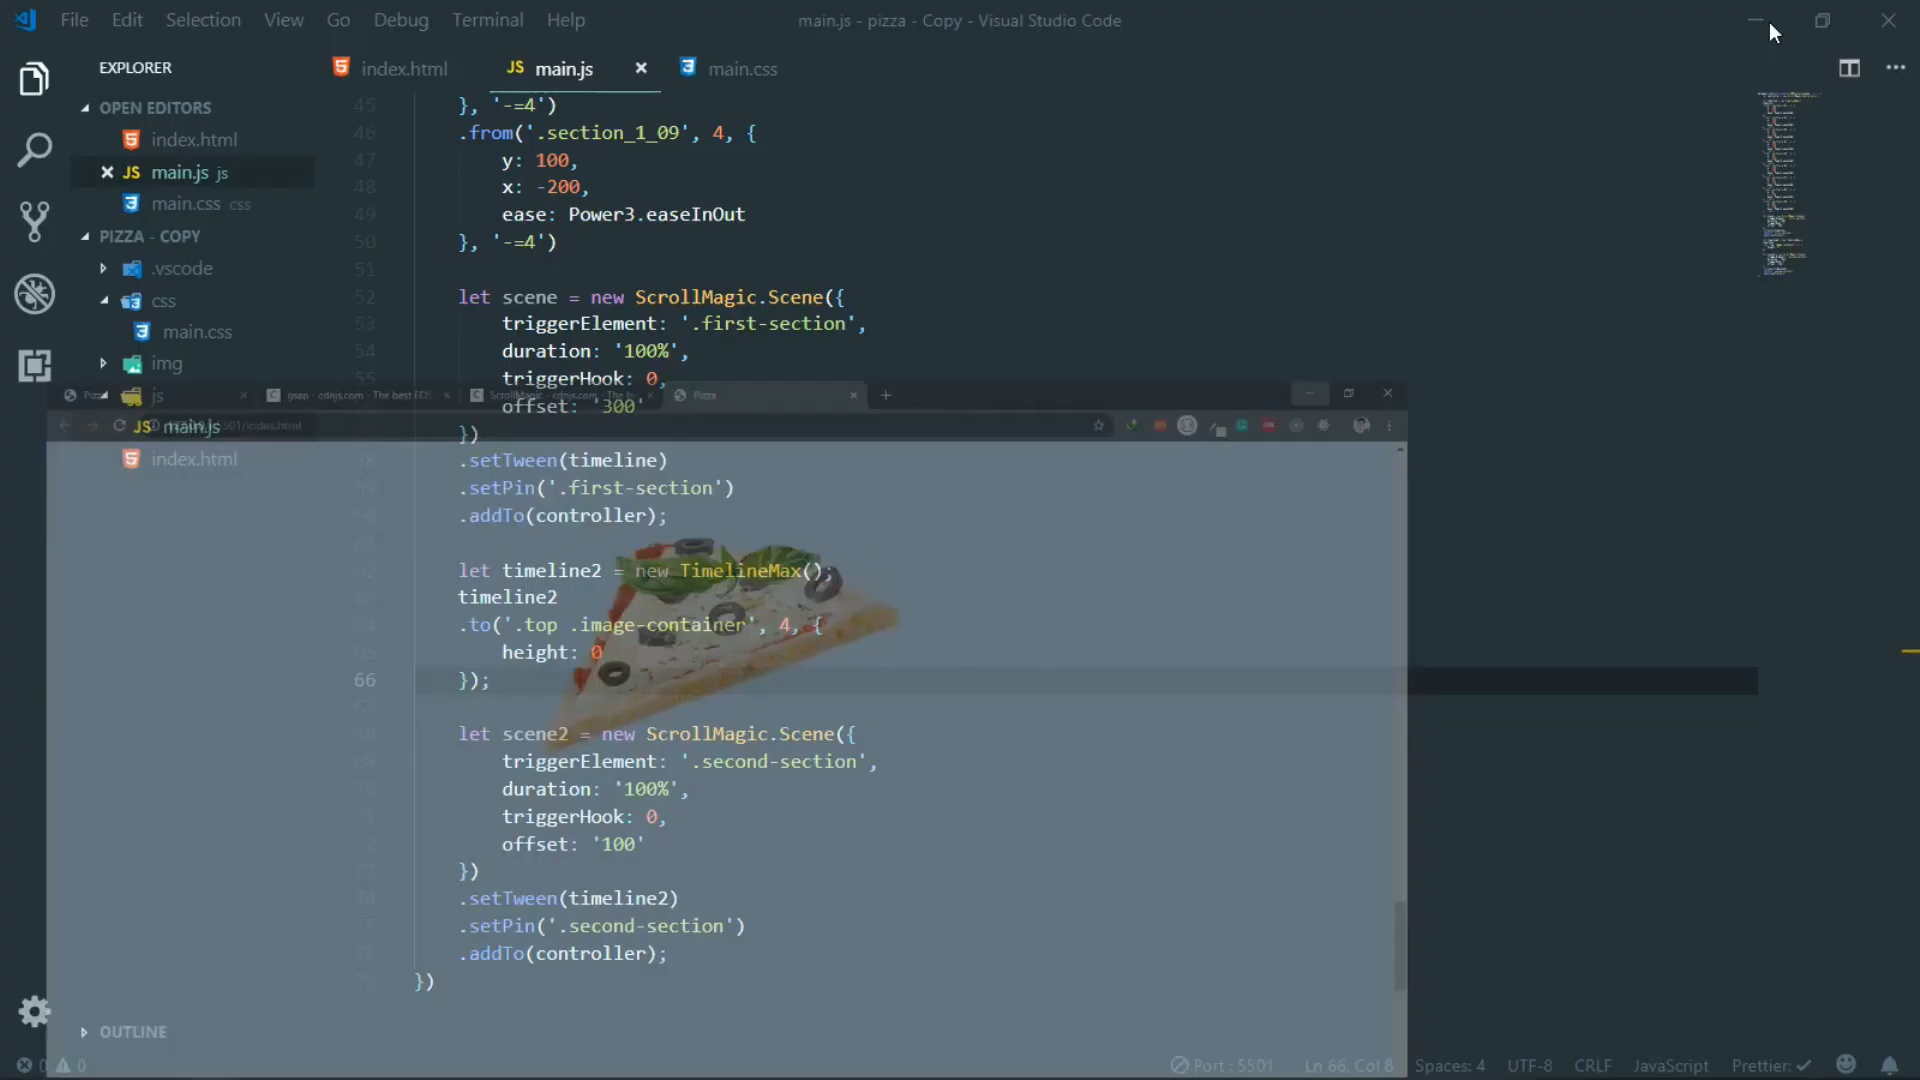 File Edit Selection View Go Debug Terminal Help
main.js - pizza - Copy - Visual Studio Code
EXPLORER
index.html
JS main.js
main.css
OPEN EDITORS
index.html
JS main.js js
main.css css
PIZZA - COPY
.vscode
css
main.css
img
js
JS main.js
index.html
OUTLINE
45 }, '-=4')
46 .from('.section_1_09', 4, {
47 y: 100,
48 x: -200,
49 ease: Power3.easeInOut
50 }, '-=4')
51
52 let scene = new ScrollMagic.Scene({
53 triggerElement: '.first-section',
54 duration: '100%',
55 triggerHook: 0,
offset: '300'
})
58 .setTween(timeline)
.setPin('.first-section')
.addTo(controller);
let timeline2 = new TimelineMax();
timeline2
.to('.top .image-container', 4, {
65 height: 0
66 });
let scene2 = new ScrollMagic.Scene({
triggerElement: '.second-section',
duration: '100%',
triggerHook: 0,
offset: '100'
})
.setTween(timeline2)
.setPin('.second-section')
.addTo(controller);
})
gsap - cdnjs.com - The best
ScrollMagic - cdnjs.com - The
Pizza
501/index.html
0 0
Port : 5501 Ln 66, Col 8 Spaces: 4 UTF-8 CRLF JavaScript Prettier: ✓